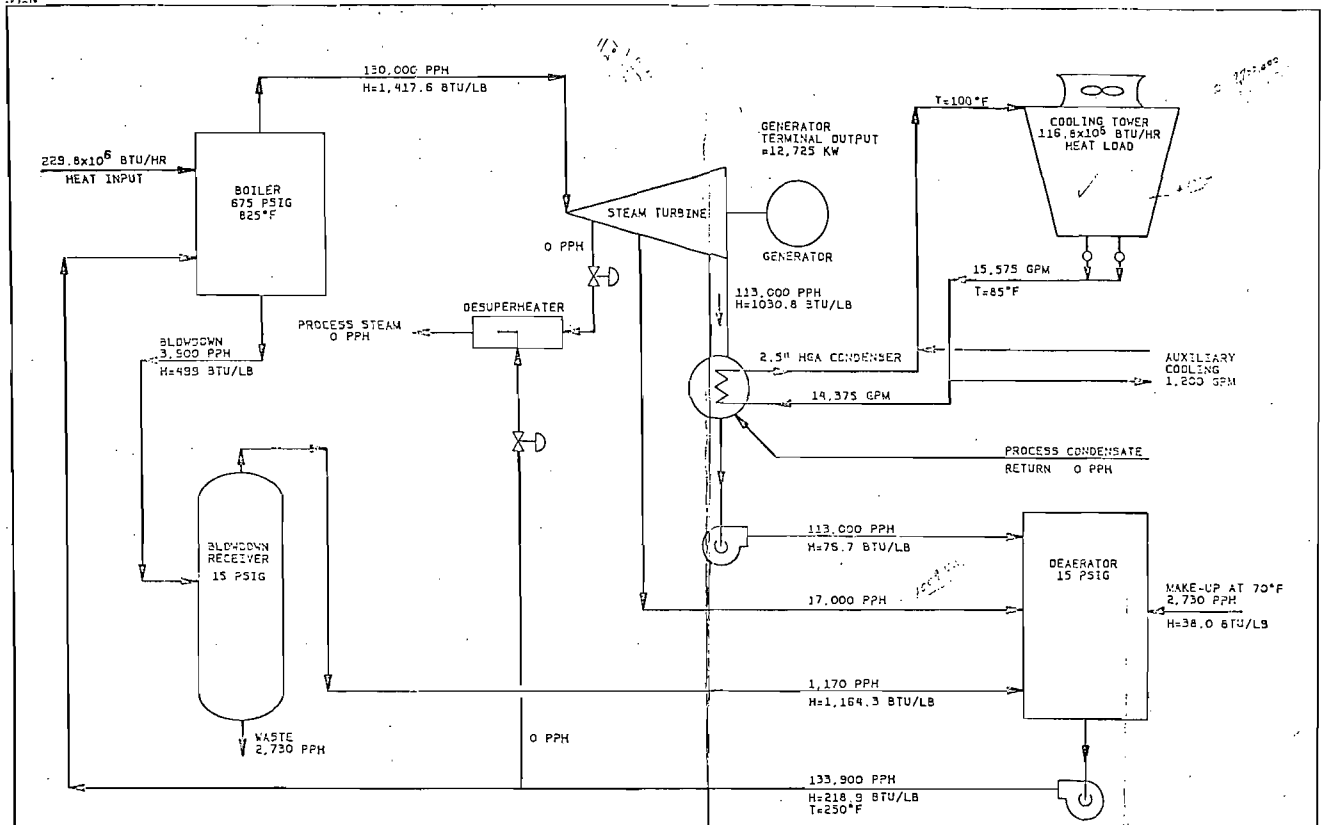 130,000 PPH
H=1,417.6 BTU/LB
T=100°F
COOLING TOWER
116.8x10⁶ BTU/HR
HEAT LOAD
GENERATOR
TERMINAL OUTPUT
=12,725 KW
229.8x10⁶ BTU/HR
HEAT INPUT
BOILER
675 PSIG
825°F
STEAM TURBINE
0 PPH
GENERATOR
15,575 GPM
T=85°F
113,000 PPH
H=1030.8 BTU/LB
DESUPERHEATER
PROCESS STEAM
0 PPH
BLOWDOWN
3,900 PPH
H=499 BTU/LB
2.5" HGA CONDENSER
AUXILIARY
COOLING
1,200 GPM
14,375 GPM
PROCESS CONDENSATE
RETURN 0 PPH
BLOWDOWN
RECEIVER
15 PSIG
113,000 PPH
H=76.7 BTU/LB
DEAERATOR
15 PSIG
MAKE-UP AT 70°F
2,730 PPH
H=38.0 BTU/LB
17,000 PPH
1,170 PPH
H=1,164.3 BTU/LB
WASTE
2,730 PPH
0 PPH
133,900 PPH
H=218.9 BTU/LB
T=250°F